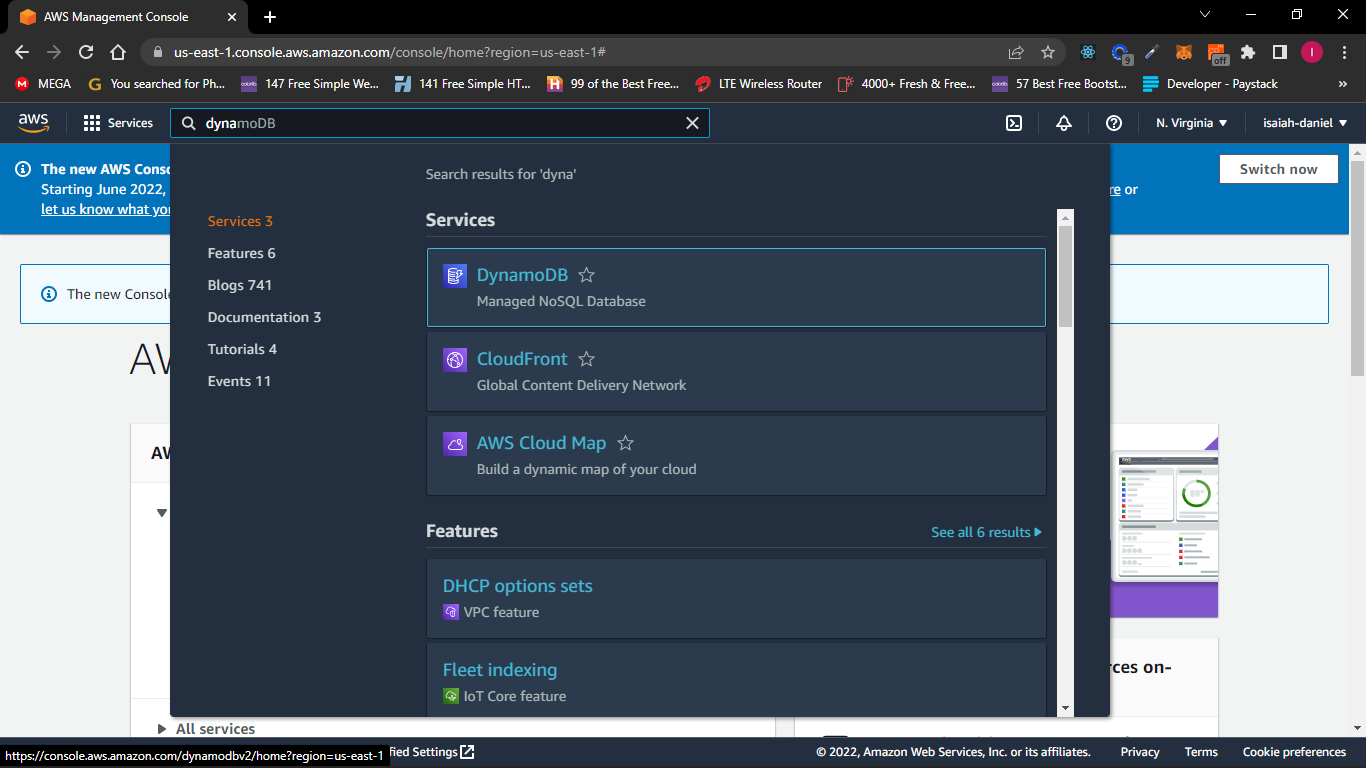 AWS Management Console
us-east-1.console.aws.amazon.com/console/home?region=us-east-1#
9
off
I
MEGA
You searched for Ph...
147 Free Simple We...
141 Free Simple HT...
99 of the Best Free...
LTE Wireless Router
4000+ Fresh & Free...
57 Best Free Bootst...
Developer - Paystack
»
aws
Services
dynamoDB
N. Virginia
isaiah-daniel
The new AWS Conso
Starting June 2022,
re or
let us know what you
Switch now
Search results for 'dyna'
Services 3
Features 6
Blogs 741
Documentation 3
Tutorials 4
Events 11
Services
DynamoDB
Managed NoSQL Database
CloudFront
Global Content Delivery Network
AWS Cloud Map
Build a dynamic map of your cloud
Features
See all 6 results
DHCP options sets
VPC feature
Fleet indexing
IoT Core feature
The new Console
AW
AW
rces on-
All services
https://console.aws.amazon.com/dynamodbv2/home?region=us-east-1
fied Settings
© 2022, Amazon Web Services, Inc. or its affiliates.
Privacy
Terms
Cookie preferences